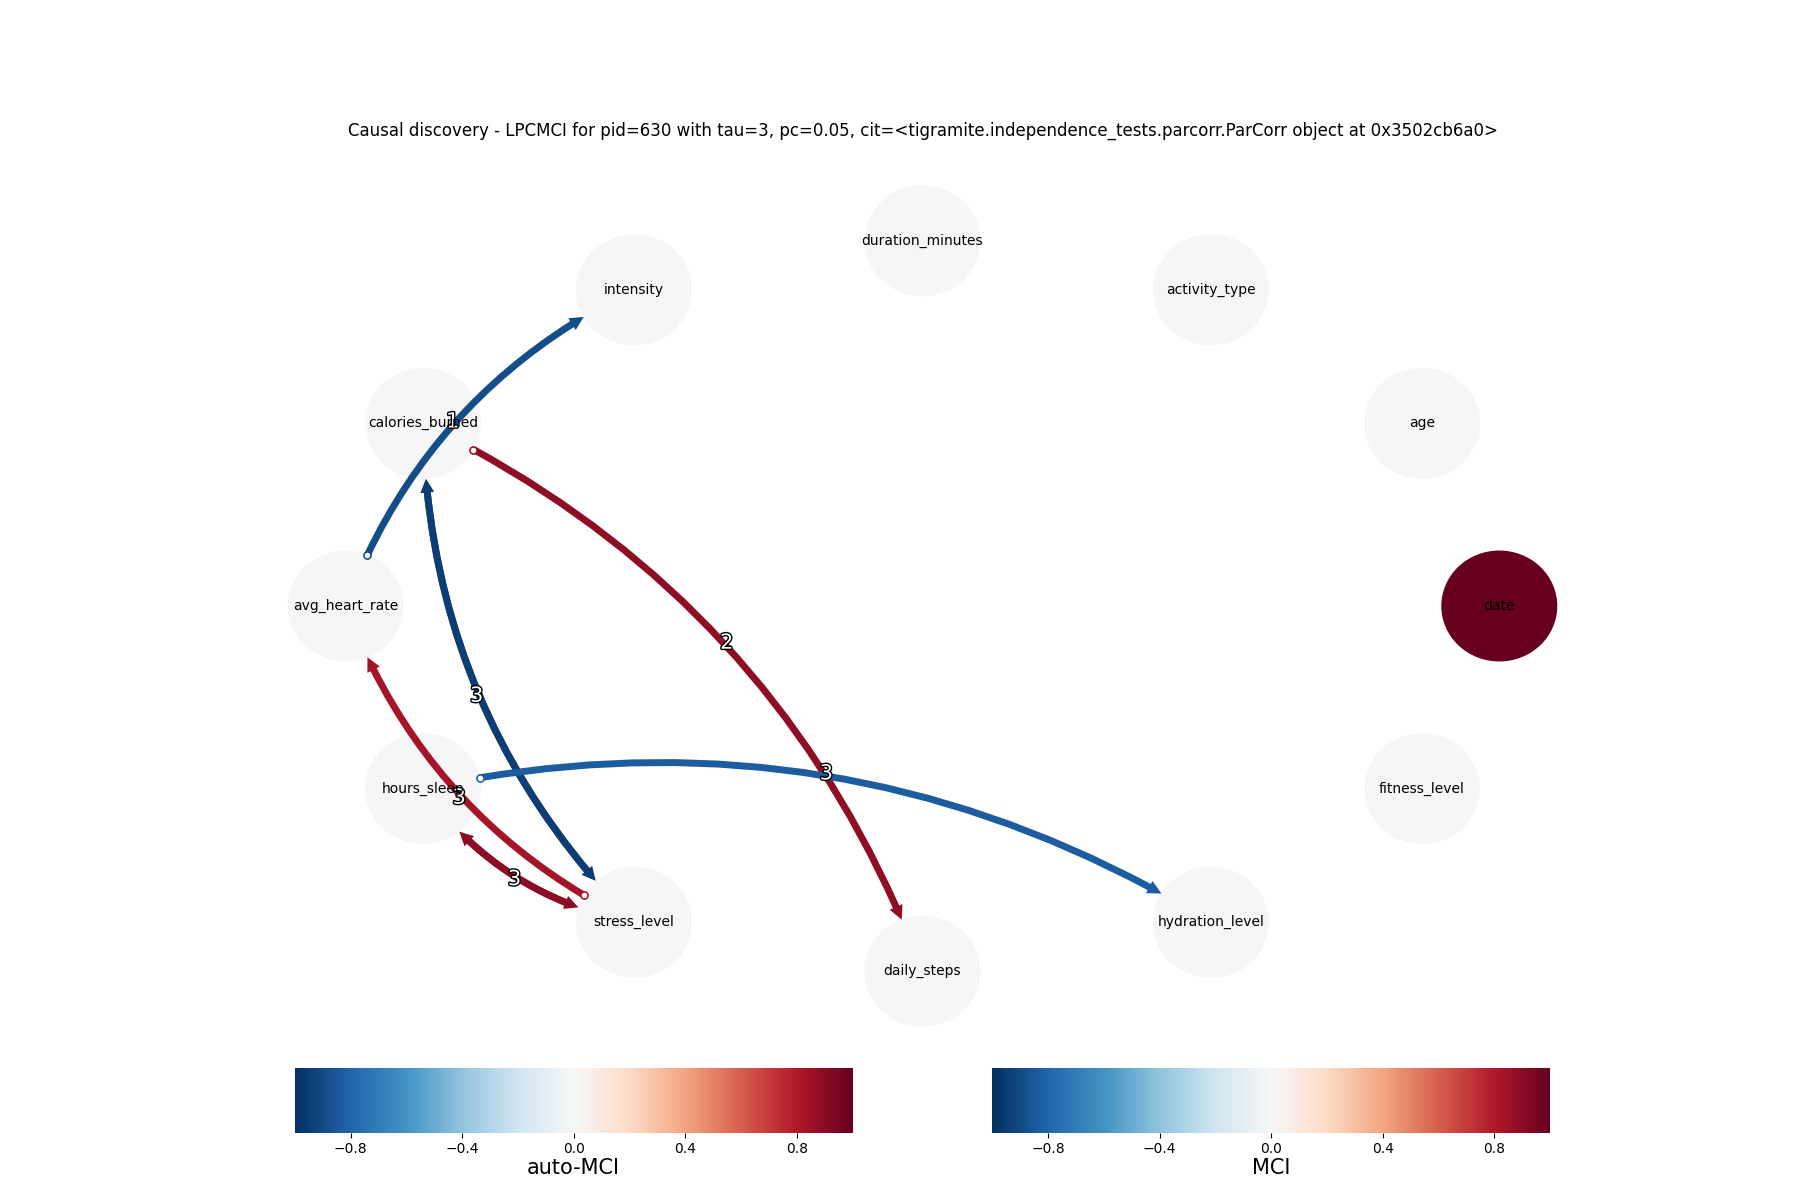 Causal discovery - LPCMCI for pid=630 with tau=3, pc=0.05, cit=<tigramite.independence_tests.parcorr.ParCorr object at 0x3502cb6a0>
duration_minutes
intensity
activity_type
calories_burned
1
age
avg_heart_rate
date
2
3
3
hours_sleep
3
fitness_level
3
stress_level
hydration_level
daily_steps
−0.8 −0.4 0.0 0.4 0.8
auto-MCI
−0.8 −0.4 0.0 0.4 0.8
MCI